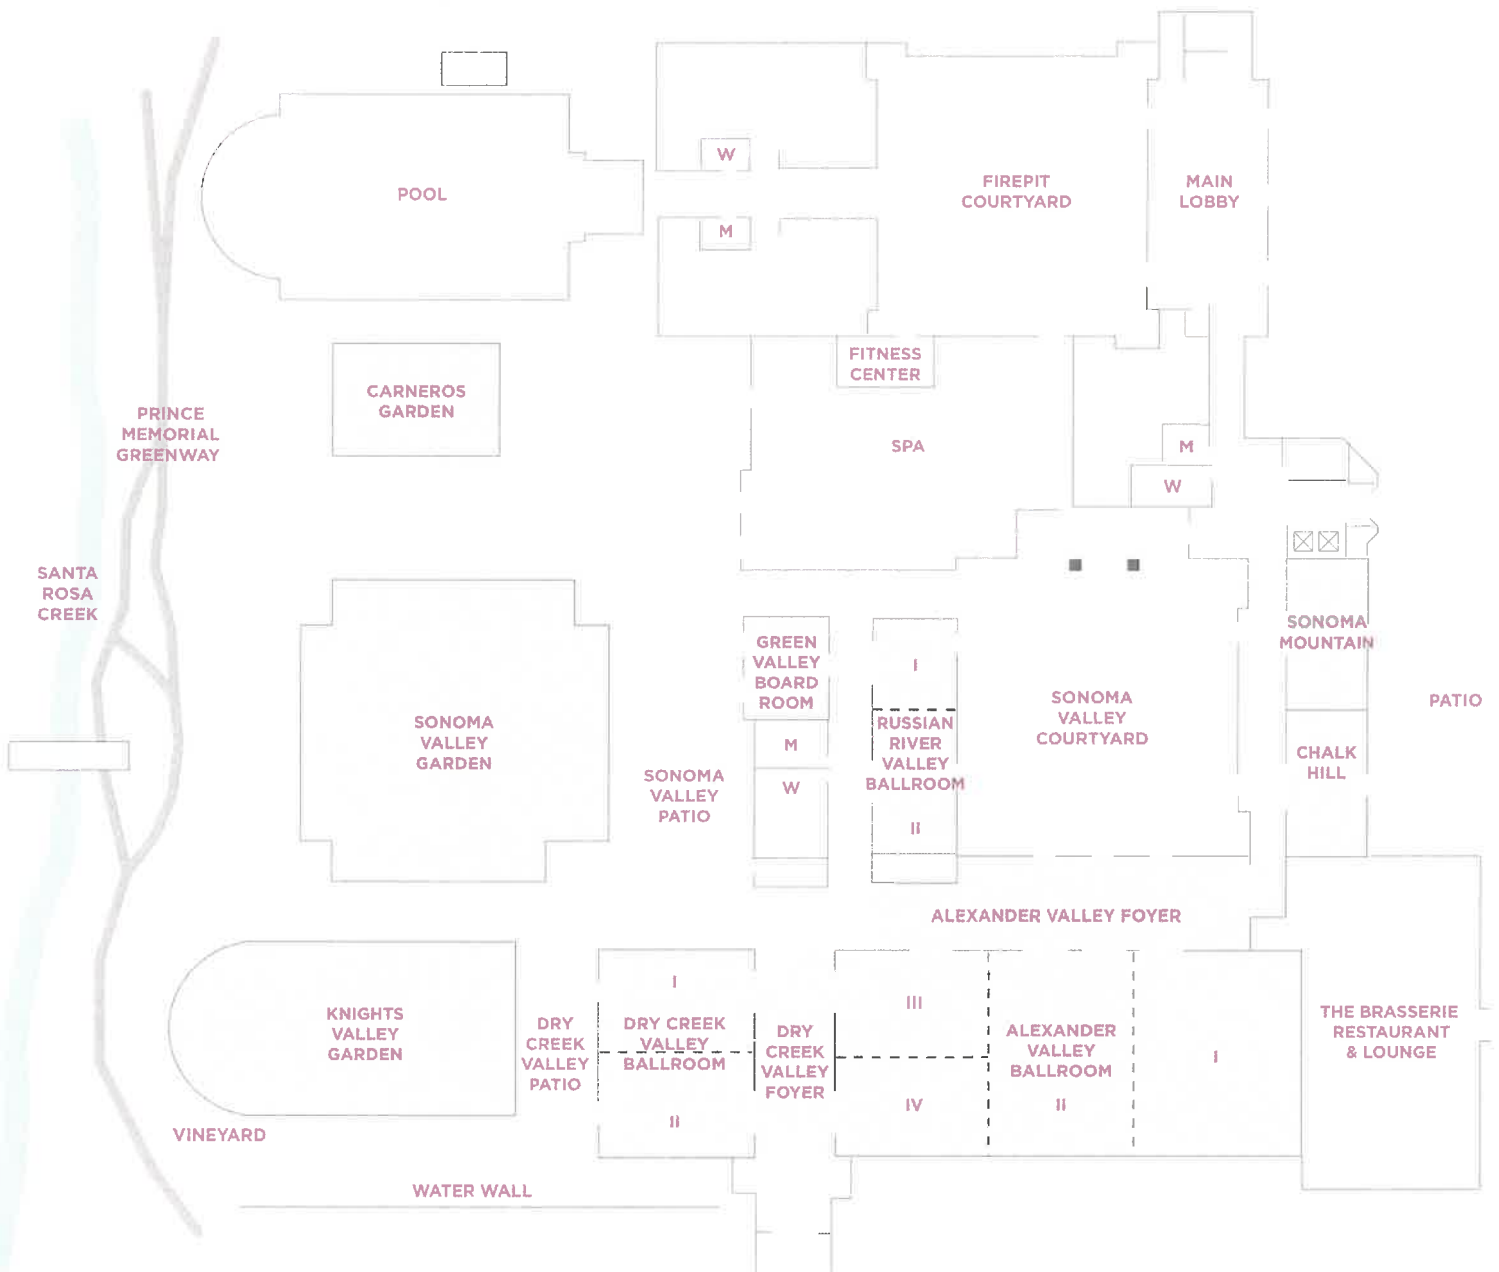 W
POOL
M
FIREPIT
COURTYARD
MAIN
LOBBY
FITNESS
CENTER
CARNEROS
GARDEN
PRINCE
MEMORIAL
GREENWAY
SPA
M
W
SANTA
ROSA
CREEK
SONOMA
VALLEY
GARDEN
SONOMA
VALLEY
PATIO
GREEN
VALLEY
BOARD
ROOM
M
W
I
RUSSIAN
RIVER
VALLEY
BALLROOM
II
SONOMA
VALLEY
COURTYARD
SONOMA
MOUNTAIN
CHALK
HILL
PATIO
ALEXANDER VALLEY FOYER
KNIGHTS
VALLEY
GARDEN
DRY
CREEK
VALLEY
PATIO
I
DRY CREEK
VALLEY
BALLROOM
II
DRY
CREEK
VALLEY
FOYER
III
IV
ALEXANDER
VALLEY
BALLROOM
II
I
THE BRASSERIE
RESTAURANT
& LOUNGE
VINEYARD
WATER WALL